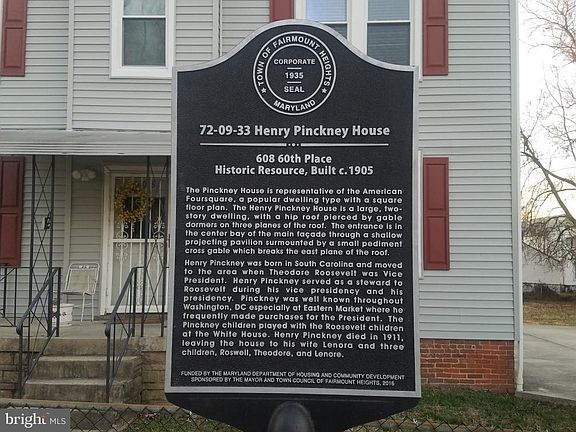 TOWN OF FAIRMOUNT HEIGHTS
CORPORATE
1935
SEAL
MARYLAND
72-09-33 Henry Pinckney House
608 60th Place
Historic Resource, Built c.1905
The Pinckney House is representative of the American
Foursquare, a popular dwelling type with a square
floor plan. The Henry Pinckney House is a large, two-
story dwelling, with a hip roof pierced by gable
dormers on three planes of the roof. The entrance is in
the center bay of the main façade through a shallow
projecting pavilion surmounted by a small pediment
cross gable which breaks the east plane of the roof.
Henry Pinckney was born in South Carolina and moved
to the area when Theodore Roosevelt was Vice
President. Henry Pinckney served as a steward to
Roosevelt during his vice presidency and his
presidency. Pinckney was well known throughout
Washington, DC especially at Eastern Market where he
frequently made purchases for the President. The
Pinckney children played with the Roosevelt children
at the White House. Henry Pinckney died in 1911,
leaving the house to his wife Lenora and three
children, Roswell, Theodore, and Lenore.
FUNDED BY THE MARYLAND DEPARTMENT OF HOUSING AND COMMUNITY DEVELOPMENT
SPONSORED BY THE MAYOR AND TOWN COUNCIL OF FAIRMOUNT HEIGHTS, 2016
bright MLS